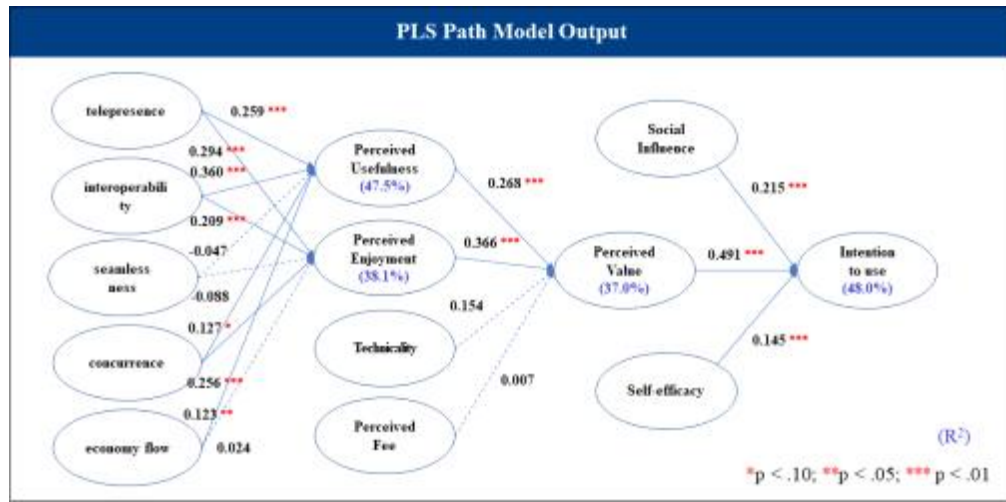 PLS Path Model Output
telepresence
0.259 ***
0.294 ***
0.360 ***
interoperabili
ty
0.209 ***
-0.047
seamless
ness
-0.088
0.127 *
concurrence
0.256 ***
0.123 **
economy flow
0.024
Perceived
Usefulness
(47.5%)
0.268 ***
Perceived
Enjoyment
(38.1%)
0.366 ***
Technicality
0.154
Perceived
Fee
0.007
Perceived
Value
(37.0%)
Social
Influence
0.215 ***
0.491 ***
Intention
to use
(48.0%)
0.145 ***
Self-efficacy
(R²)
*p < .10; **p < .05; *** p < .01